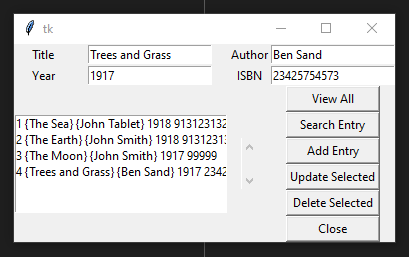 tk
Title Trees and Grass Author Ben Sand
Year 1917 ISBN 23425754573
View All
Search Entry
Add Entry
Update Selected
Delete Selected
Close
1 {The Sea} {John Tablet} 1918 913123132
2 {The Earth} {John Smith} 1918 9131231
3 {The Moon} {John Smith} 1917 99999
4 {Trees and Grass} {Ben Sand} 1917 2342